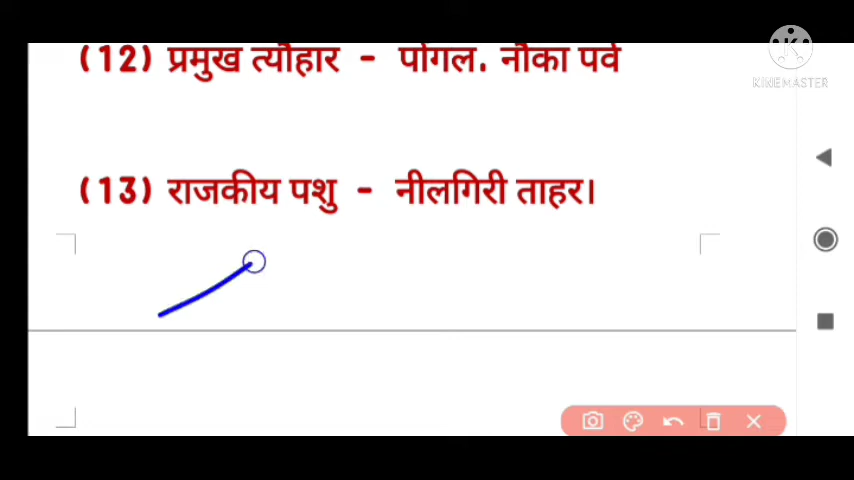 (12) प्रमुख त्यौहार - पोंगल. नौका पर्व
KINEMASTER
(13) राजकीय पशु - नीलगिरी ताहर।